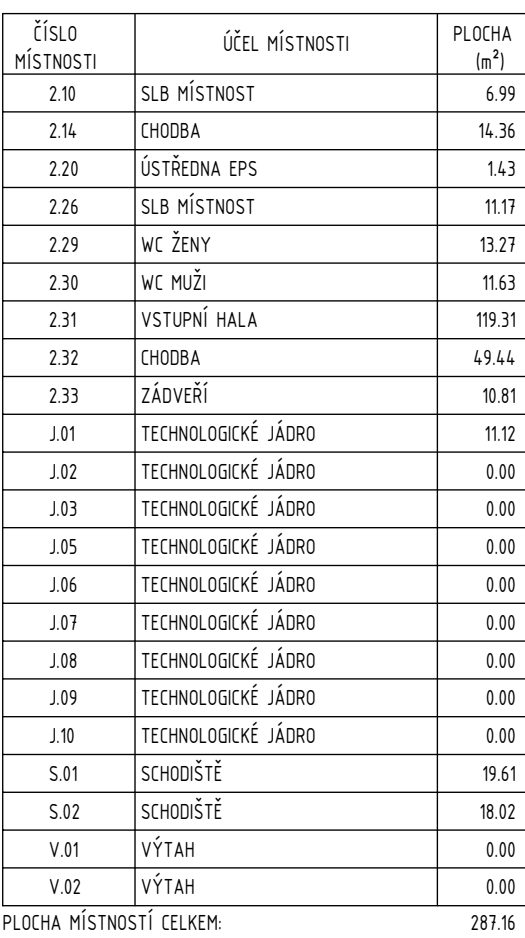 ČÍSLO MÍSTNOSTI ÚČEL MÍSTNOSTI PLOCHA (m²)
2.10 SLB MÍSTNOST 6.99
2.14 CHODBA 14.36
2.20 ÚSTŘEDNA EPS 1.43
2.26 SLB MÍSTNOST 11.17
2.29 WC ŽENY 13.27
2.30 WC MUŽI 11.63
2.31 VSTUPNÍ HALA 119.31
2.32 CHODBA 49.44
2.33 ZÁDVEŘÍ 10.81
J.01 TECHNOLOGICKÉ JÁDRO 11.12
J.02 TECHNOLOGICKÉ JÁDRO 0.00
J.03 TECHNOLOGICKÉ JÁDRO 0.00
J.05 TECHNOLOGICKÉ JÁDRO 0.00
J.06 TECHNOLOGICKÉ JÁDRO 0.00
J.07 TECHNOLOGICKÉ JÁDRO 0.00
J.08 TECHNOLOGICKÉ JÁDRO 0.00
J.09 TECHNOLOGICKÉ JÁDRO 0.00
J.10 TECHNOLOGICKÉ JÁDRO 0.00
S.01 SCHODIŠTĚ 19.61
S.02 SCHODIŠTĚ 18.02
V.01 VÝTAH 0.00
V.02 VÝTAH 0.00
PLOCHA MÍSTNOSTÍ CELKEM: 287.16